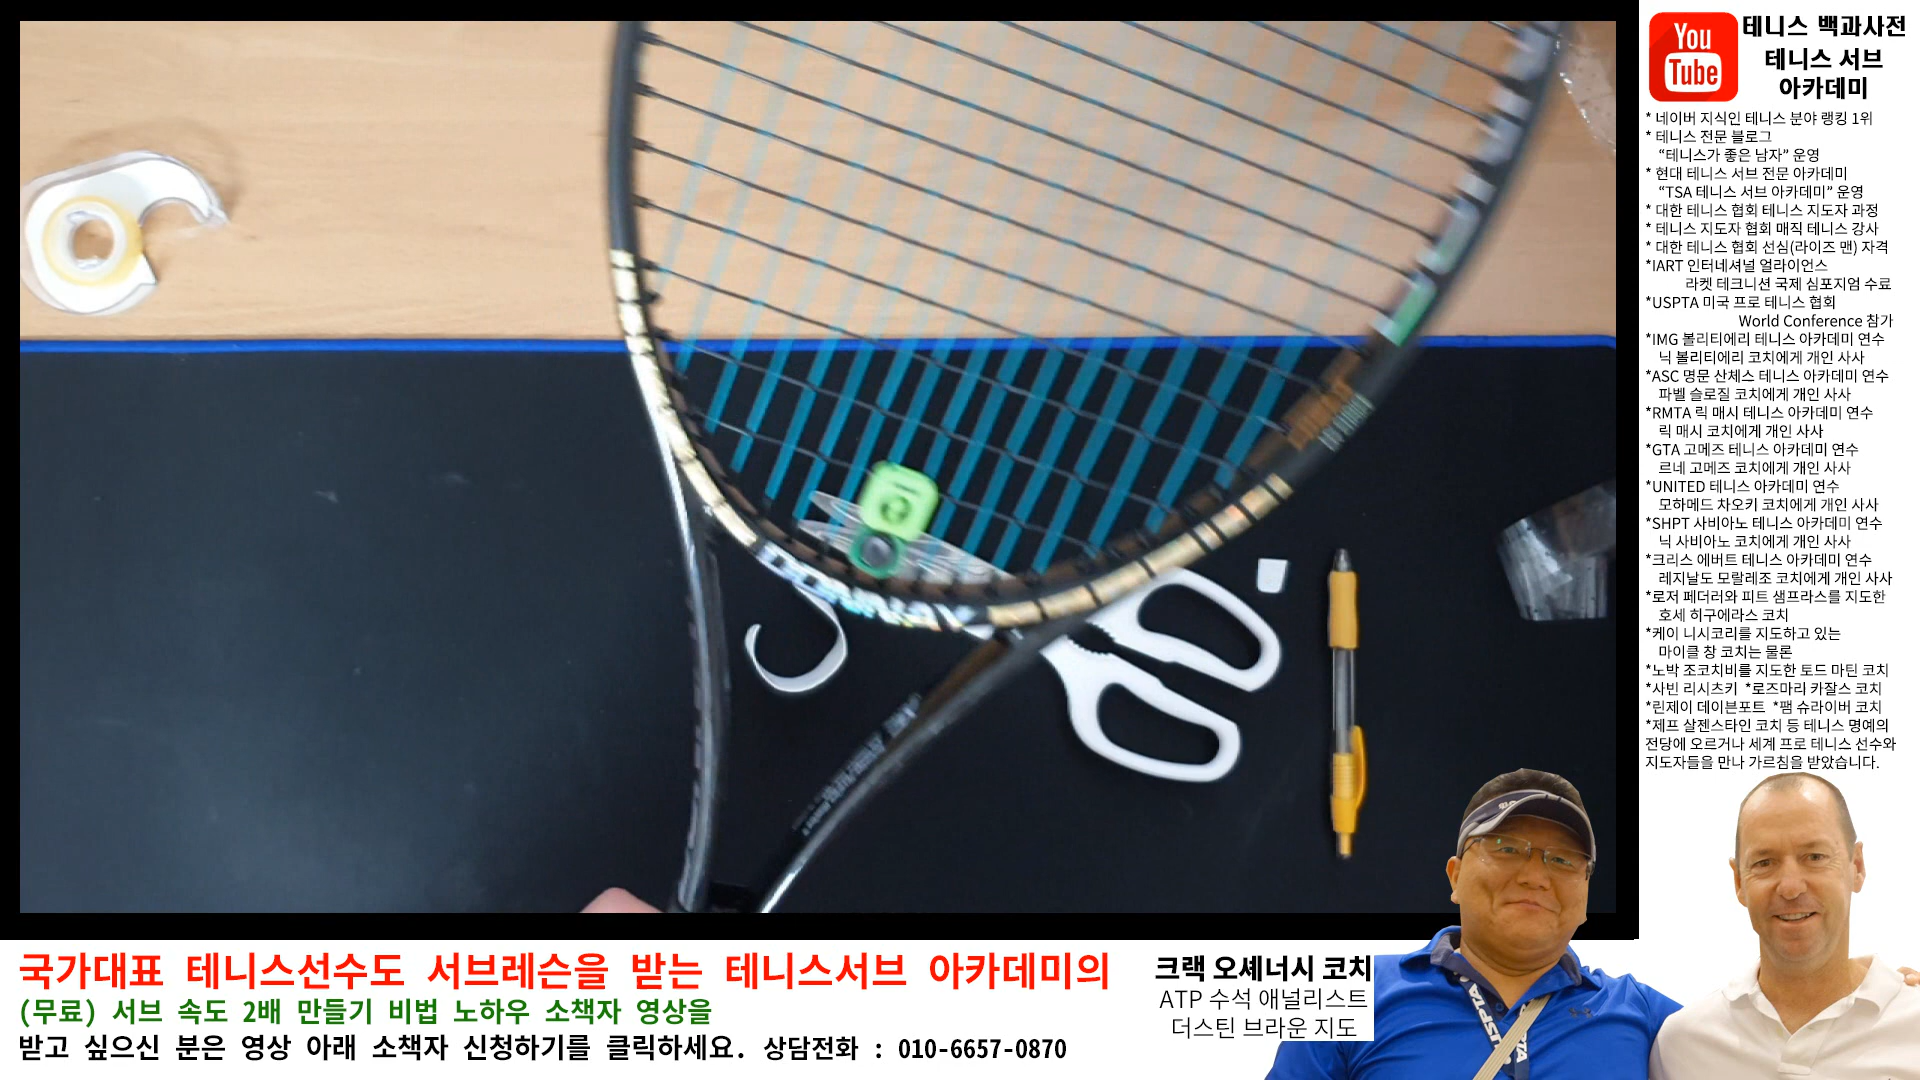 You
Tube
테니스 백과사전
테니스 서브
아카데미
* 네이버 지식인 테니스 분야 랭킹 1위
* 테니스 전문 블로그
“테니스가 좋은 남자” 운영
* 현대 테니스 서브 전문 아카데미
“TSA 테니스 서브 아카데미” 운영
* 대한 테니스 협회 테니스 지도자 과정
* 테니스 지도자 협회 매직 테니스 강사
* 대한 테니스 협회 선심(라이즈 맨) 자격
*IART 인터네셔널 얼라이언스
라켓 테크니션 국제 심포지엄 수료
*USPTA 미국 프로 테니스 협회
World Conference 참가
*IMG 볼리티에리 테니스 아카데미 연수
닉 볼리티에리 코치에게 개인 사사
*ASC 명문 산체스 테니스 아카데미 연수
파벨 슬로질 코치에게 개인 사사
*RMTA 릭 매시 테니스 아카데미 연수
릭 매시 코치에게 개인 사사
*GTA 고메즈 테니스 아카데미 연수
르네 고메즈 코치에게 개인 사사
*UNITED 테니스 아카데미 연수
모하메드 차오키 코치에게 개인 사사
*SHPT 사비아노 테니스 아카데미 연수
닉 사비아노 코치에게 개인 사사
*크리스 에버트 테니스 아카데미 연수
레지날도 모랄레조 코치에게 개인 사사
*로저 페더러와 피트 샘프라스를 지도한
호세 히구에라스 코치
*케이 니시코리를 지도하고 있는
마이클 창 코치는 물론
*노박 조코치비를 지도한 토드 마틴 코치
*사빈 리시츠키 *로즈마리 카잘스 코치
*린제이 데이븐포트 *팸 슈라이버 코치
*제프 살젠스타인 코치 등 테니스 명예의
전당에 오르거나 세계 프로 테니스 선수와
지도자들을 만나 가르침을 받았습니다.
DONNAY
USPTA
국가대표 테니스선수도 서브레슨을 받는 테니스서브 아카데미의
(무료) 서브 속도 2배 만들기 비법 노하우 소책자 영상을
받고 싶으신 분은 영상 아래 소책자 신청하기를 클릭하세요. 상담전화 : 010-6657-0870
크랙 오셰너시 코치
ATP 수석 애널리스트
더스틴 브라운 지도